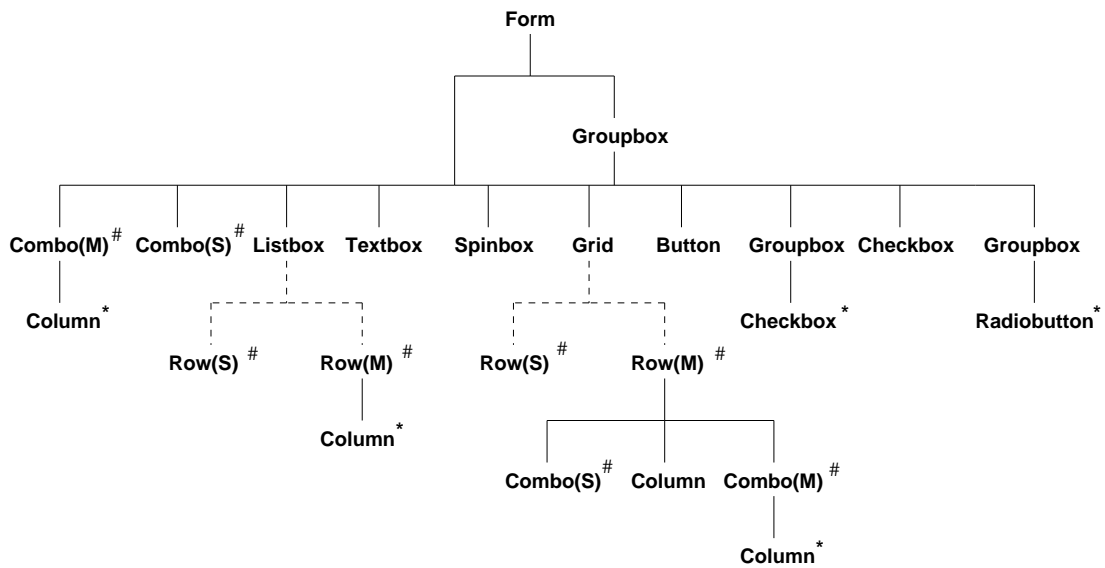 Form
Groupbox
Combo(M) # Combo(S) # Listbox Textbox Spinbox Grid Button Groupbox Checkbox Groupbox
Column * Checkbox * Radiobutton *
Row(S) # Row(M) # Row(S) # Row(M) #
Column *
Combo(S) # Column Combo(M) #
Column *